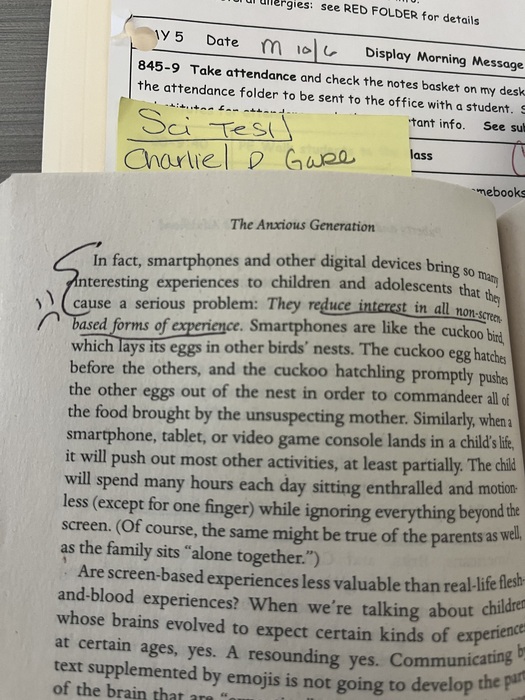 allergies: see RED FOLDER for details
Y 5 Date M 10/6 Display Morning Message
845-9 Take attendance and check the notes basket on my desk
the attendance folder to be sent to the office with a student.
tant info. See su
Sci Test
Charlie D
lass
mebooks
The Anxious Generation
In fact, smartphones and other digital devices bring so many
interesting experiences to children and adolescents that they
cause a serious problem: They reduce interest in all non-screen-
based forms of experience. Smartphones are like the cuckoo bird,
which lays its eggs in other birds' nests. The cuckoo egg hatches
before the others, and the cuckoo hatchling promptly pushes
the other eggs out of the nest in order to commandeer all of
the food brought by the unsuspecting mother. Similarly, when a
smartphone, tablet, or video game console lands in a child's life,
it will push out most other activities, at least partially. The child
will spend many hours each day sitting enthralled and motion-
less (except for one finger) while ignoring everything beyond the
screen. (Of course, the same might be true of the parents as well,
as the family sits "alone together.")
Are screen-based experiences less valuable than real-life flesh-
and-blood experiences? When we're talking about children
whose brains evolved to expect certain kinds of experience
at certain ages, yes. A resounding yes. Communicating b
text supplemented by emojis is not going to develop the par
of the brain that are